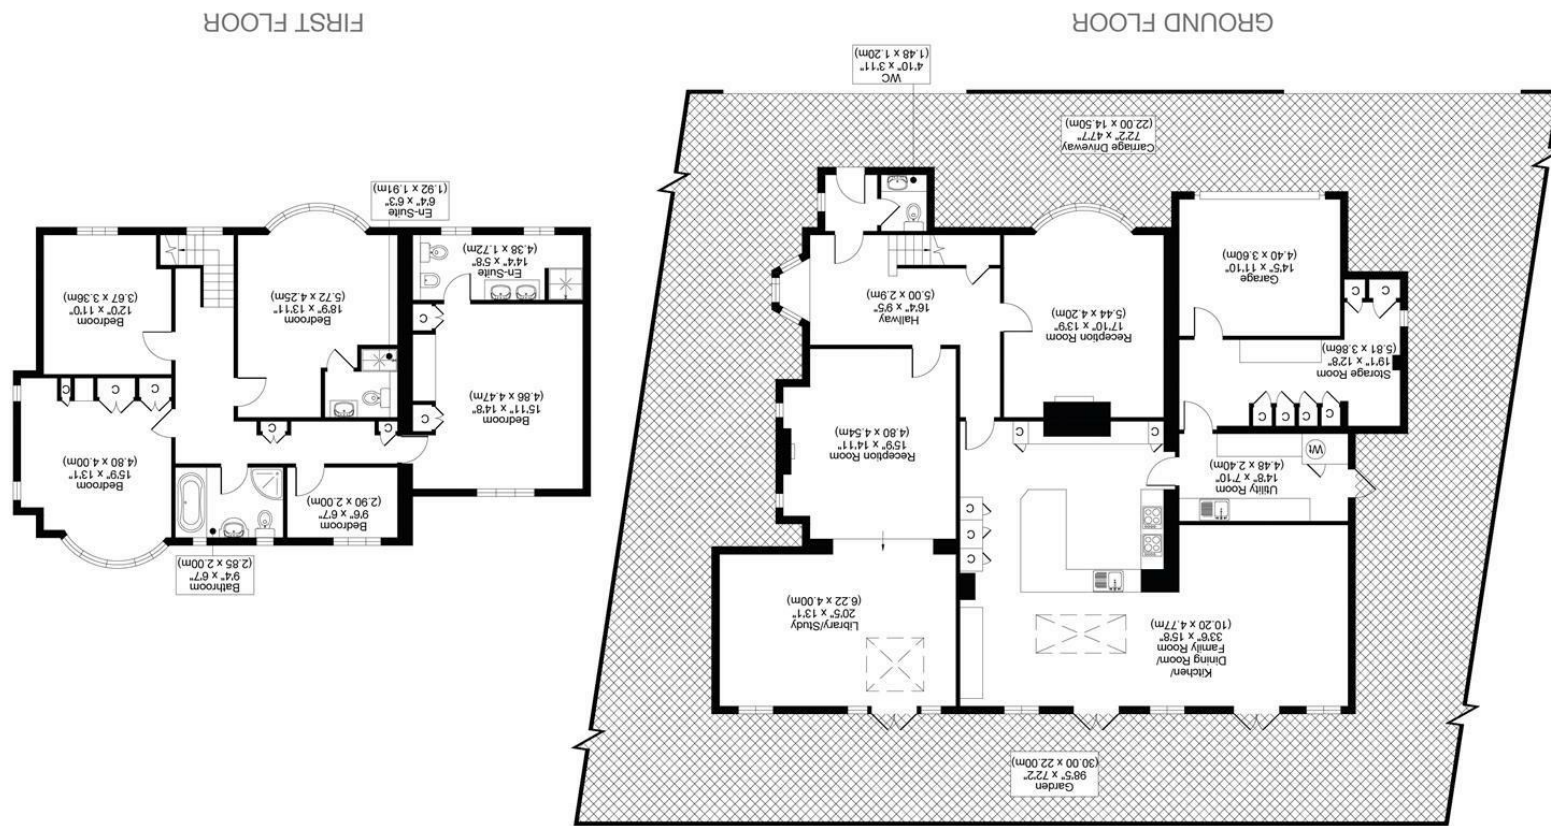 Garden
98'5" x 72'2"
(30.00 x 22.00m)
Kitchen/
Dining Room/
Family Room
33'6" x 15'8"
(10.20 x 4.77m)
Library/Study
20'5" x 13'1"
(6.22 x 4.00m)
C
C
C
Utility Room
14'8" x 7'10"
(4.48 x 2.40m)
Wt
C
C
Reception Room
15'9" x 14'11"
(4.80 x 4.54m)
C
C
C
C
Storage Room
19'1" x 12'8"
(5.81 x 3.86m)
C
C
Reception Room
17'10" x 13'9"
(5.44 x 4.20m)
Hallway
16'4" x 9'5"
(5.00 x 2.9m)
Garage
14'5" x 11'10"
(4.40 x 3.60m)
Carriage Driveway
72'2" x 47'7"
(22.00 x 14.50m)
WC
4'10" x 3'11"
(1.48 x 1.20m)
GROUND FLOOR
Bathroom
9'4" x 6'7"
(2.85 x 2.00m)
Bedroom
9'6" x 6'7"
(2.90 x 2.00m)
Bedroom
15'9" x 13'1"
(4.80 x 4.00m)
C
C
C
C
C
Bedroom
15'11" x 14'8"
(4.86 x 4.47m)
C
C
Bedroom
18'9" x 13'11"
(5.72 x 4.25m)
Bedroom
12'0" x 11'0"
(3.67 x 3.36m)
En-Suite
14'4" x 5'8"
(4.38 x 1.72m)
En-Suite
6'4" x 6'3"
(1.92 x 1.91m)
FIRST FLOOR